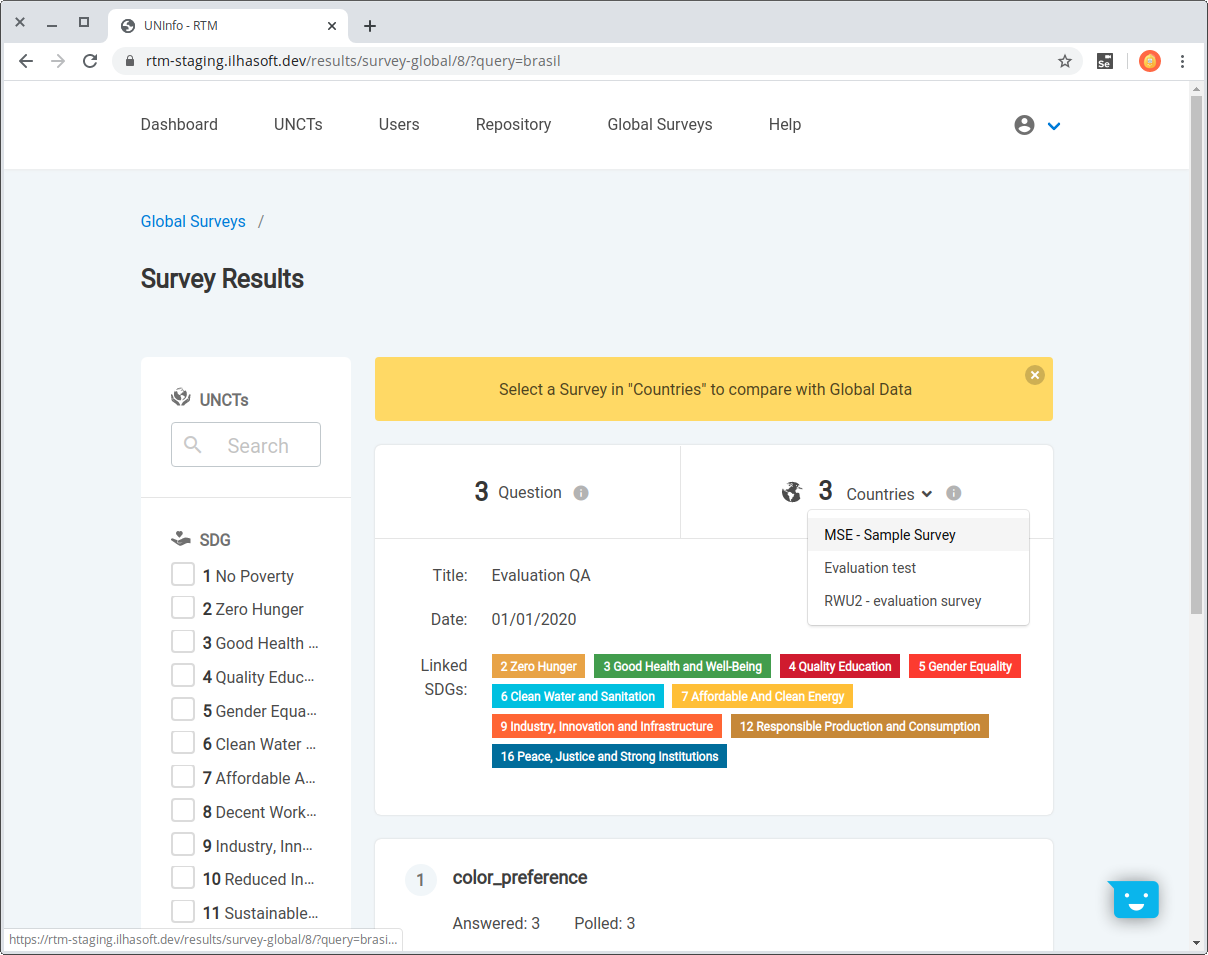 UNInfo - RTM
rtm-staging.ilhasoft.dev/results/survey-global/8/?query=brasil
Se
Dashboard UNCTs Users Repository Global Surveys Help
Global Surveys /
Survey Results
UNCTs
Search
SDG
1 No Poverty
2 Zero Hunger
3 Good Health ...
4 Quality Educ...
5 Gender Equa...
6 Clean Water ...
7 Affordable A...
8 Decent Work...
9 Industry, Inn...
10 Reduced In...
11 Sustainable...
Select a Survey in "Countries" to compare with Global Data
3 Question
3 Countries
MSE - Sample Survey
Evaluation test
RWU2 - evaluation survey
Title: Evaluation QA
Date: 01/01/2020
Linked SDGs:
2 Zero Hunger 3 Good Health and Well-Being 4 Quality Education 5 Gender Equality
6 Clean Water and Sanitation 7 Affordable And Clean Energy
9 Industry, Innovation and Infrastructure 12 Responsible Production and Consumption
16 Peace, Justice and Strong Institutions
1 color_preference
Answered: 3 Polled: 3
https://rtm-staging.ilhasoft.dev/results/survey-global/8/?query=brasi...